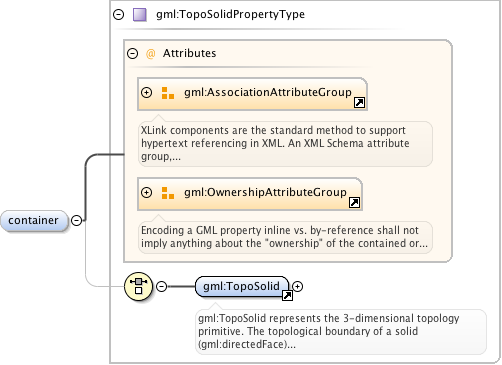 gml:TopoSolidPropertyType
@ Attributes
gml:AssociationAttributeGroup
XLink components are the standard method to support
hypertext referencing in XML. An XML Schema attribute
group,...
gml:OwnershipAttributeGroup
Encoding a GML property inline vs. by-reference shall not
imply anything about the "ownership" of the contained or...
container
gml:TopoSolid
gml:TopoSolid represents the 3-dimensional topology
primitive. The topological boundary of a solid
(gml:directedFace)...